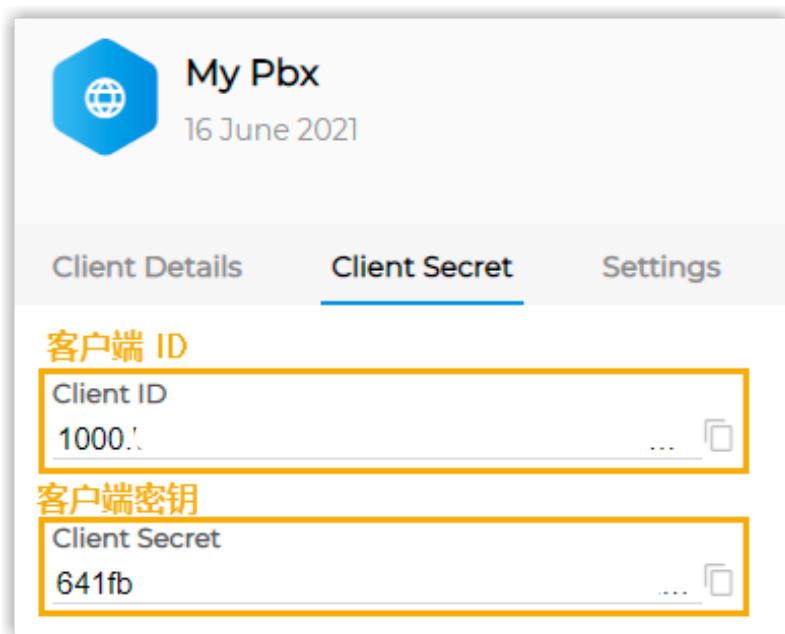 My Pbx
16 June 2021
Client Details Client Secret Settings
客户端 ID
Client ID
1000. ...
客户端密钥
Client Secret
641fb ...